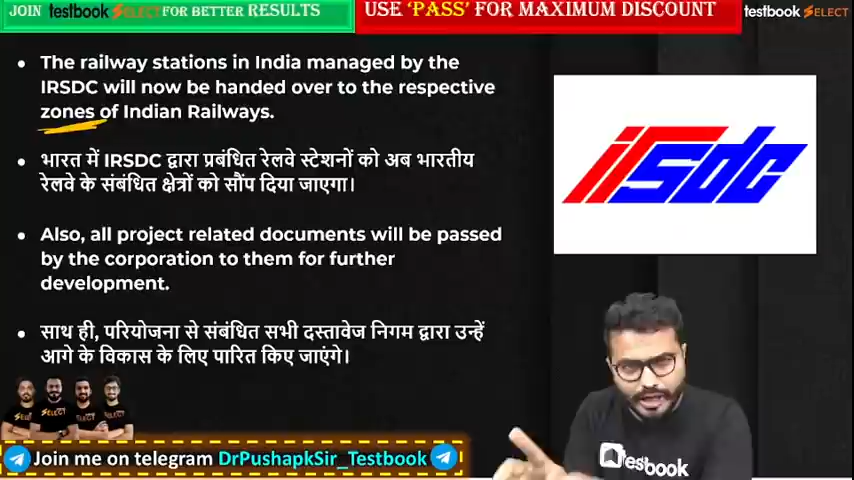 JOIN testbook SELECT FOR BETTER RESULTS
USE 'PASS' FOR MAXIMUM DISCOUNT
testbook SELECT
• The railway stations in India managed by the
IRSDC will now be handed over to the respective
zones of Indian Railways.
• भारत में IRSDC द्वारा प्रबंधित रेलवे स्टेशनों को अब भारतीय
रेलवे के संबंधित क्षेत्रों को सौंप दिया जाएगा।
• Also, all project related documents will be passed
by the corporation to them for further
development.
• साथ ही, परियोजना से संबंधित सभी दस्तावेज निगम द्वारा उन्हें
आगे के विकास के लिए पारित किए जाएंगे।
irsdc
testbook
SELECT
SELECT
Join me on telegram DrPushapkSir_Testbook